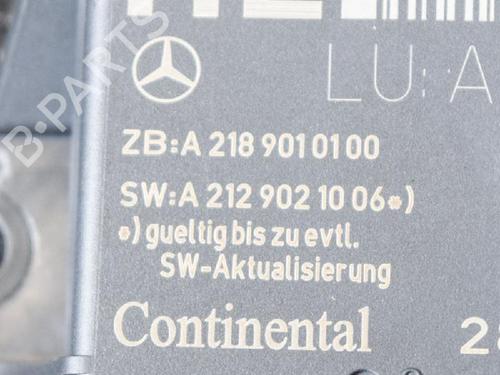 LU: A
ZB:A 218 901 01 00
SW:A 212 902 10 06*)
*) gueltig bis zu evtl.
SW-Aktualisierung
Continental
B-PARTS